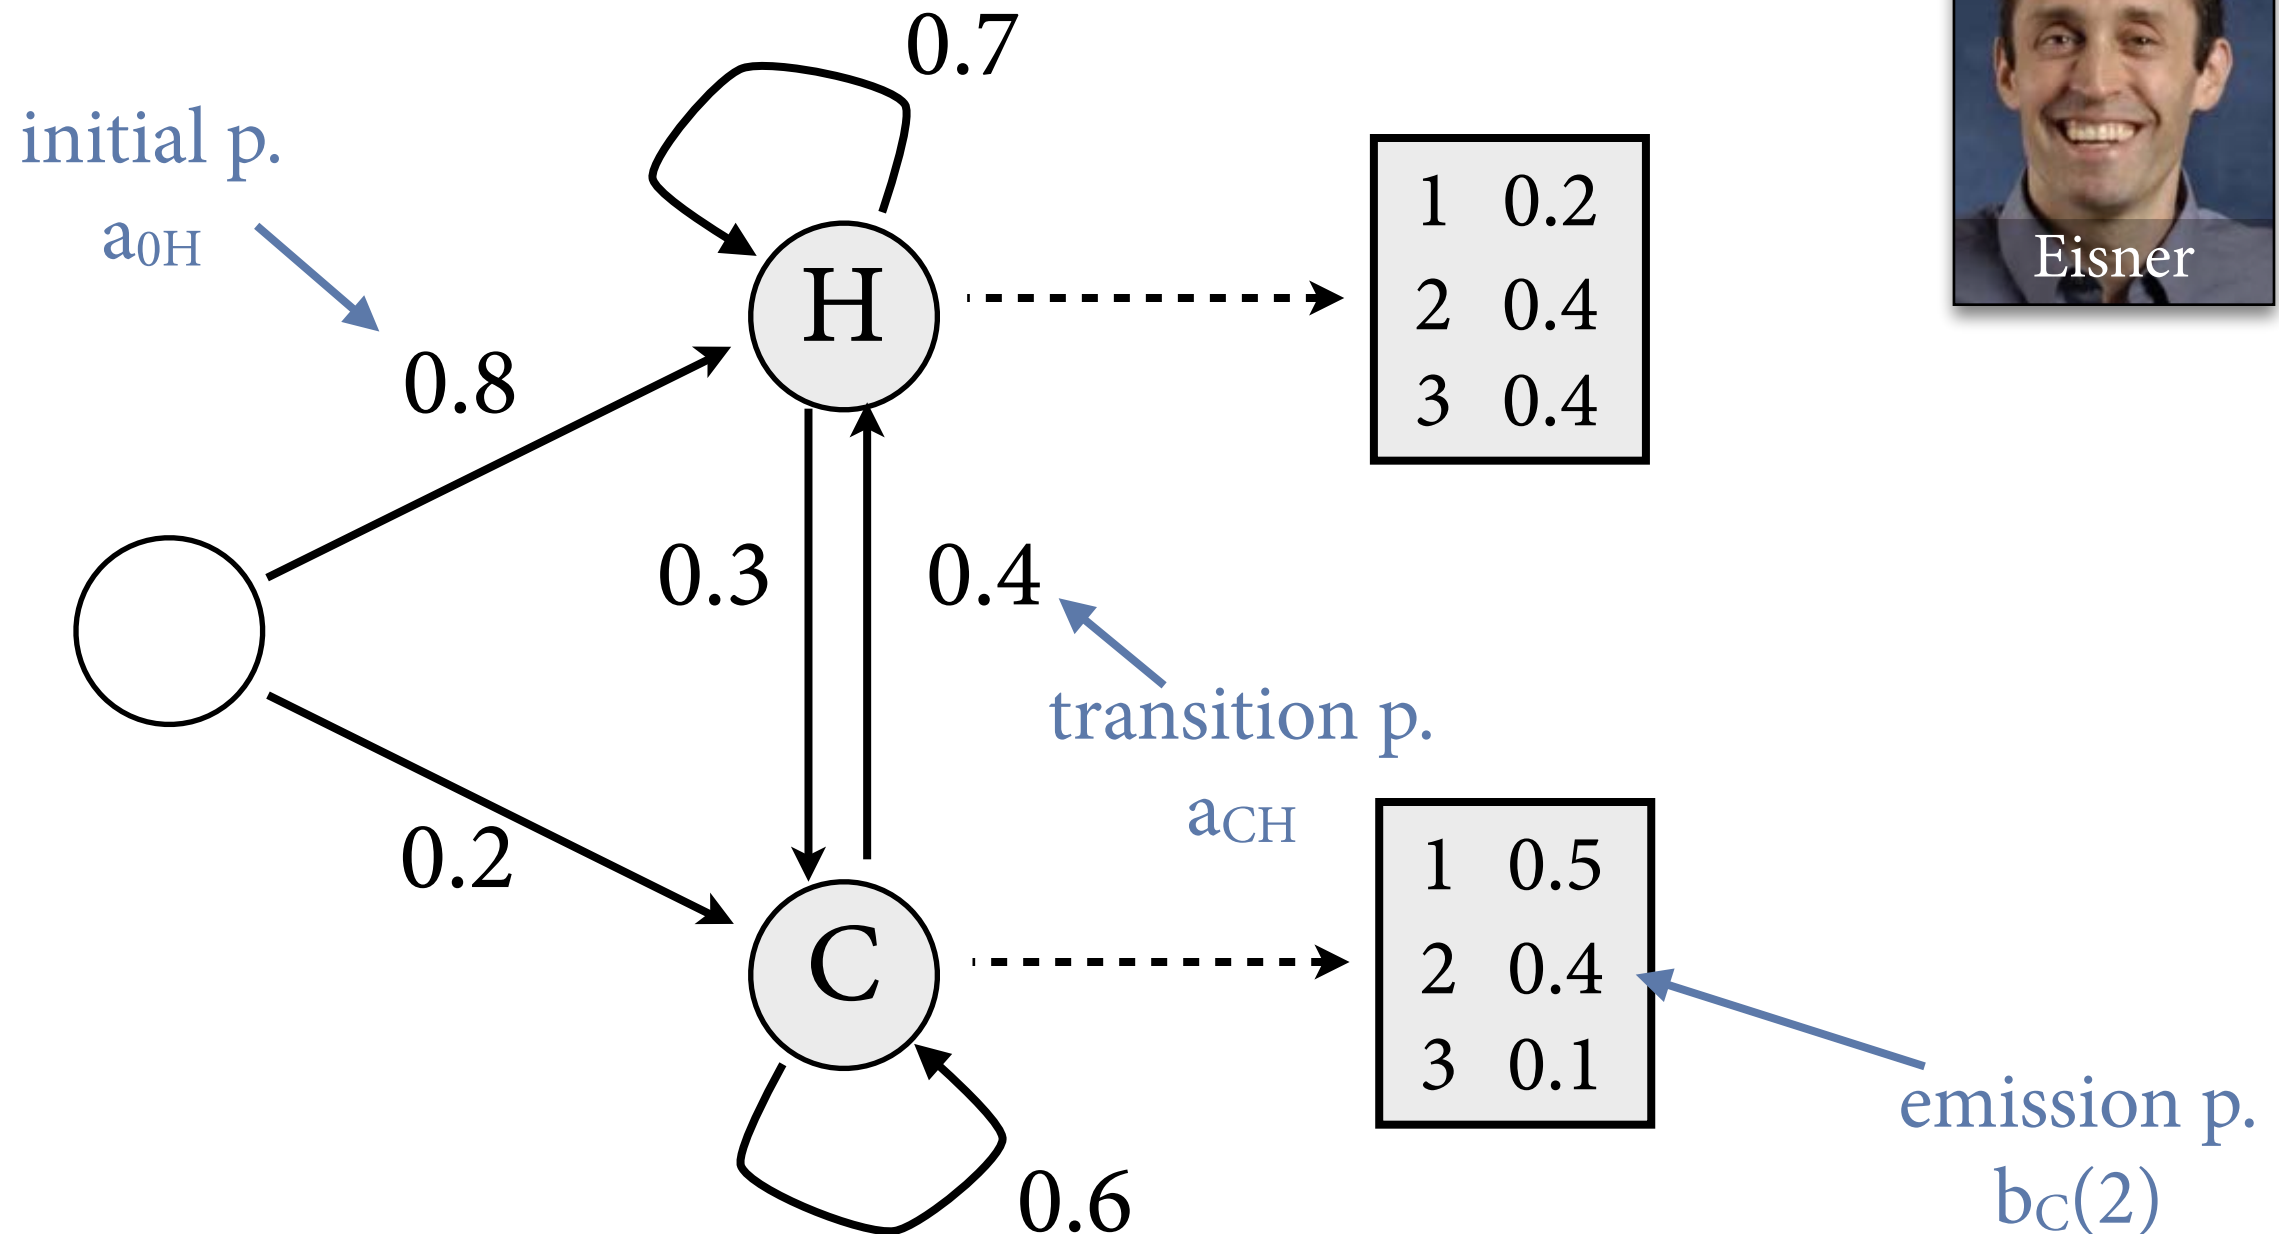 0.7
initial p.
a0H
1 0.2
Eisner
H
2 0.4
0.8
3 0.4
0.3
0.4
transition p.
aCH
0.2
1 0.5
C
2 0.4
3 0.1
emission p.
0.6
bC(2)